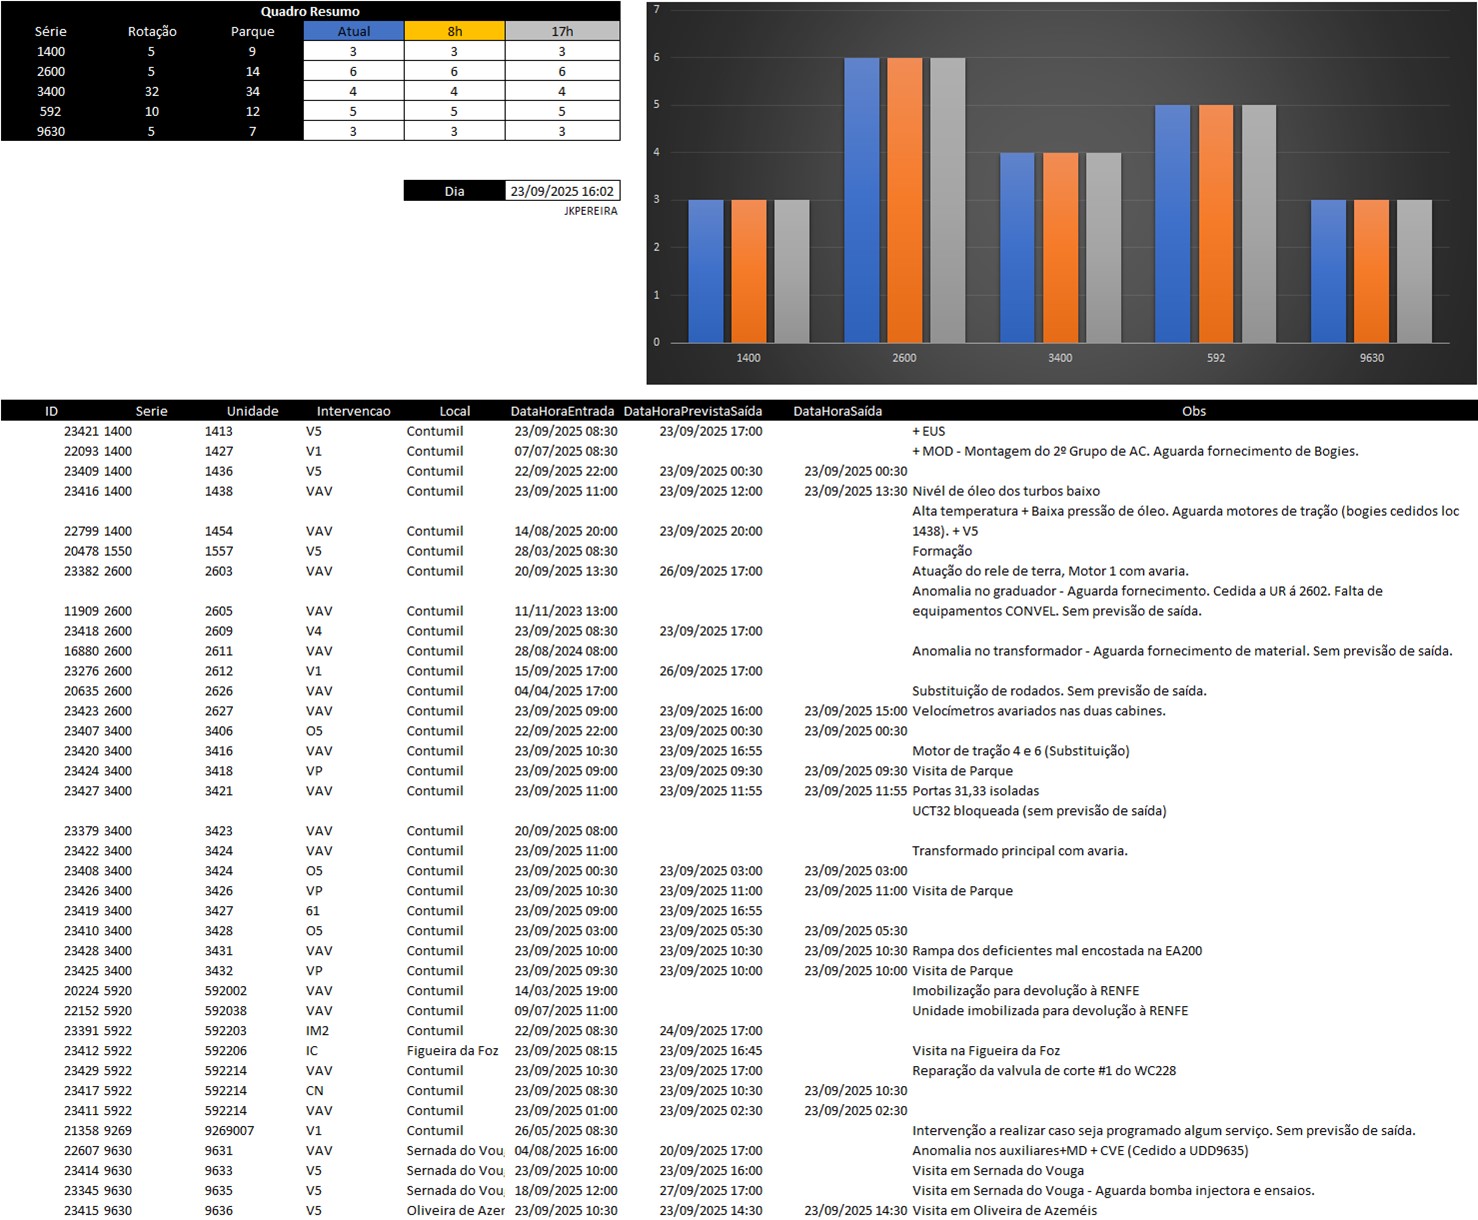 Quadro Resumo
Série Rotação Parque Atual 8h 17h
1400 5 9 3 3 3
2600 5 14 6 6 6
3400 32 34 4 4 4
592 10 12 5 5 5
9630 5 7 3 3 3
Dia 23/09/2025 16:02
JKPEREIRA
7
6
5
4
3
2
1
0
1400 2600 3400 592 9630
ID Serie Unidade Intervencao Local DataHoraEntrada DataHoraPrevistaSaída DataHoraSaída Obs
23421 1400 1413 V5 Contumil 23/09/2025 08:30 23/09/2025 17:00 + EUS
22093 1400 1427 V1 Contumil 07/07/2025 08:30 + MOD - Montagem do 2º Grupo de AC. Aguarda fornecimento de Bogies.
23409 1400 1436 V5 Contumil 22/09/2025 22:00 23/09/2025 00:30 23/09/2025 00:30
23416 1400 1438 VAV Contumil 23/09/2025 11:00 23/09/2025 12:00 23/09/2025 13:30 Nivél de óleo dos turbos baixo
Alta temperatura + Baixa pressão de óleo. Aguarda motores de tração (bogies cedidos loc
22799 1400 1454 VAV Contumil 14/08/2025 20:00 23/09/2025 20:00 1438). + V5
20478 1550 1557 V5 Contumil 28/03/2025 08:30 Formação
23382 2600 2603 VAV Contumil 20/09/2025 13:30 26/09/2025 17:00 Atuação do rele de terra, Motor 1 com avaria.
Anomalia no graduador - Aguarda fornecimento. Cedida a UR á 2602. Falta de
11909 2600 2605 VAV Contumil 11/11/2023 13:00 equipamentos CONVEL. Sem previsão de saída.
23418 2600 2609 V4 Contumil 23/09/2025 08:30 23/09/2025 17:00
16880 2600 2611 VAV Contumil 28/08/2024 08:00 Anomalia no transformador - Aguarda fornecimento de material. Sem previsão de saída.
23276 2600 2612 V1 Contumil 15/09/2025 17:00 26/09/2025 17:00
20635 2600 2626 VAV Contumil 04/04/2025 17:00 Substituição de rodados. Sem previsão de saída.
23423 2600 2627 VAV Contumil 23/09/2025 09:00 23/09/2025 16:00 23/09/2025 15:00 Velocímetros avariados nas duas cabines.
23407 3400 3406 O5 Contumil 22/09/2025 22:00 23/09/2025 00:30 23/09/2025 00:30
23420 3400 3416 VAV Contumil 23/09/2025 10:30 23/09/2025 16:55 Motor de tração 4 e 6 (Substituição)
23424 3400 3418 VP Contumil 23/09/2025 09:00 23/09/2025 09:30 23/09/2025 09:30 Visita de Parque
23427 3400 3421 VAV Contumil 23/09/2025 11:00 23/09/2025 11:55 23/09/2025 11:55 Portas 31,33 isoladas
UCT32 bloqueada (sem previsão de saída)
23379 3400 3423 VAV Contumil 20/09/2025 08:00
23422 3400 3424 VAV Contumil 23/09/2025 11:00 Transformado principal com avaria.
23408 3400 3424 O5 Contumil 23/09/2025 00:30 23/09/2025 03:00 23/09/2025 03:00
23426 3400 3426 VP Contumil 23/09/2025 10:30 23/09/2025 11:00 23/09/2025 11:00 Visita de Parque
23419 3400 3427 61 Contumil 23/09/2025 09:00 23/09/2025 16:55
23410 3400 3428 O5 Contumil 23/09/2025 03:00 23/09/2025 05:30 23/09/2025 05:30
23428 3400 3431 VAV Contumil 23/09/2025 10:00 23/09/2025 10:30 23/09/2025 10:30 Rampa dos deficientes mal encostada na EA200
23425 3400 3432 VP Contumil 23/09/2025 09:30 23/09/2025 10:00 23/09/2025 10:00 Visita de Parque
20224 5920 592002 VAV Contumil 14/03/2025 19:00 Imobilização para devolução à RENFE
22152 5920 592038 VAV Contumil 09/07/2025 11:00 Unidade imobilizada para devolução à RENFE
23391 5922 592203 IM2 Contumil 22/09/2025 08:30 24/09/2025 17:00
23412 5922 592206 IC Figueira da Foz 23/09/2025 08:15 23/09/2025 16:45 Visita na Figueira da Foz
23429 5922 592214 VAV Contumil 23/09/2025 10:30 23/09/2025 17:00 Reparação da valvula de corte #1 do WC228
23417 5922 592214 CN Contumil 23/09/2025 08:30 23/09/2025 10:30 23/09/2025 10:30
23411 5922 592214 VAV Contumil 23/09/2025 01:00 23/09/2025 02:30 23/09/2025 02:30
21358 9269 9269007 V1 Contumil 26/05/2025 08:30 Intervenção a realizar caso seja programado algum serviço. Sem previsão de saída.
22607 9630 9631 VAV Sernada do Vou 04/08/2025 16:00 20/09/2025 17:00 Anomalia nos auxiliares+MD + CVE (Cedido a UDD9635)
23414 9630 9633 V5 Sernada do Vou 23/09/2025 10:00 23/09/2025 16:00 Visita em Sernada do Vouga
23345 9630 9635 V5 Sernada do Vou 18/09/2025 12:00 27/09/2025 17:00 Visita em Sernada do Vouga - Aguarda bomba injectora e ensaios.
23415 9630 9636 V5 Oliveira de Azer 23/09/2025 10:30 23/09/2025 14:30 23/09/2025 14:30 Visita em Oliveira de Azeméis